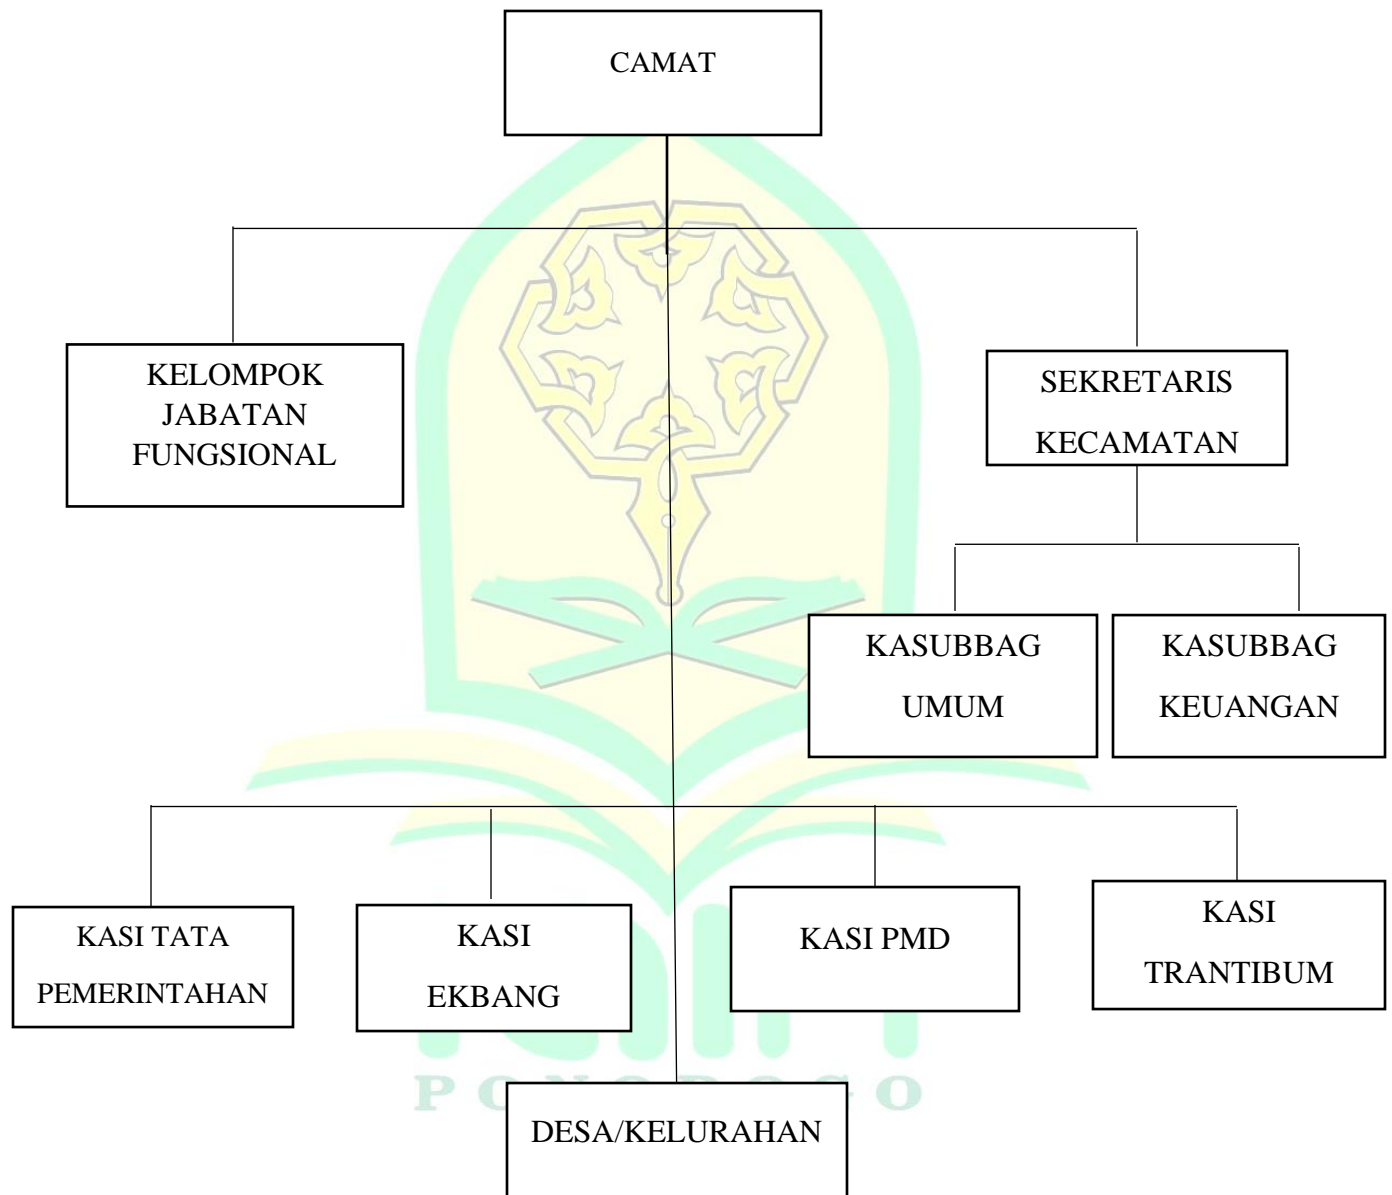 CAMAT
KELOMPOK
JABATAN
FUNGSIONAL
SEKRETARIS
KECAMATAN
KASUBBAG
UMUM
KASUBBAG
KEUANGAN
KASI TATA
PEMERINTAHAN
KASI
EKBANG
KASI PMD
KASI
TRANTIBUM
DESA/KELURAHAN